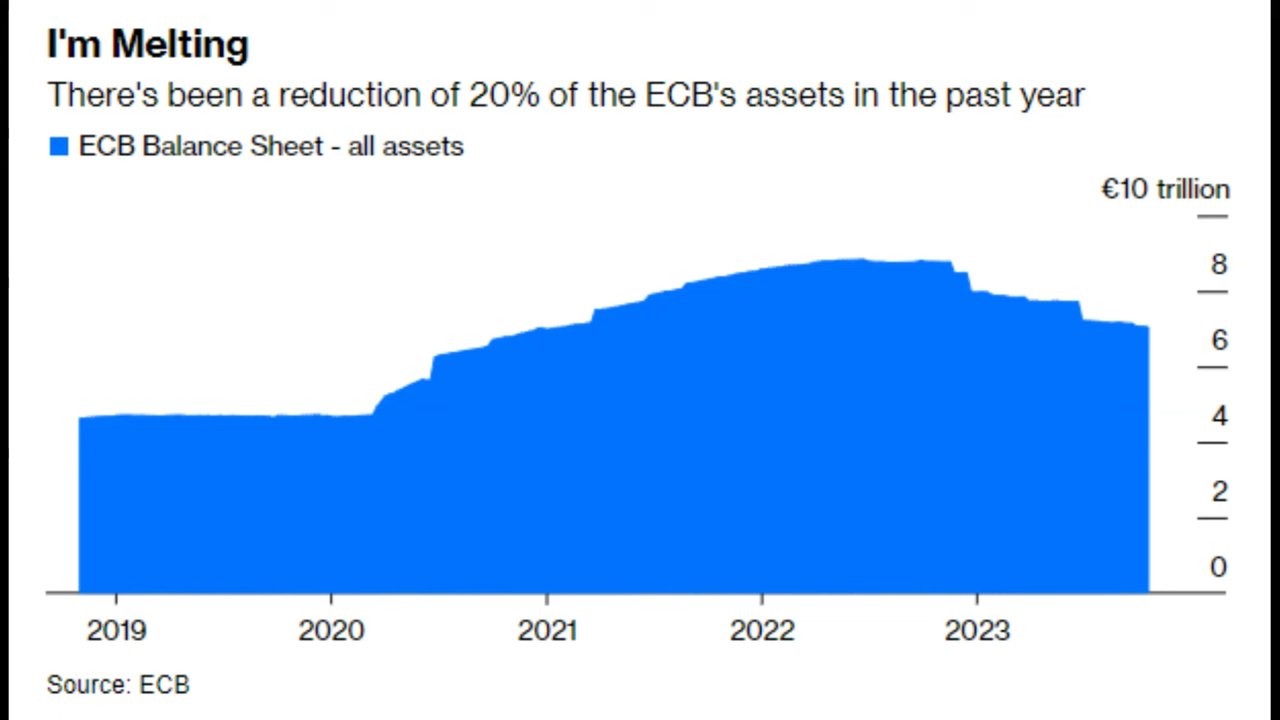 I'm Melting
There's been a reduction of 20% of the ECB's assets in the past year
ECB Balance Sheet - all assets
€10 trillion
8
6
4
2
0
2019 2020 2021 2022 2023
Source: ECB